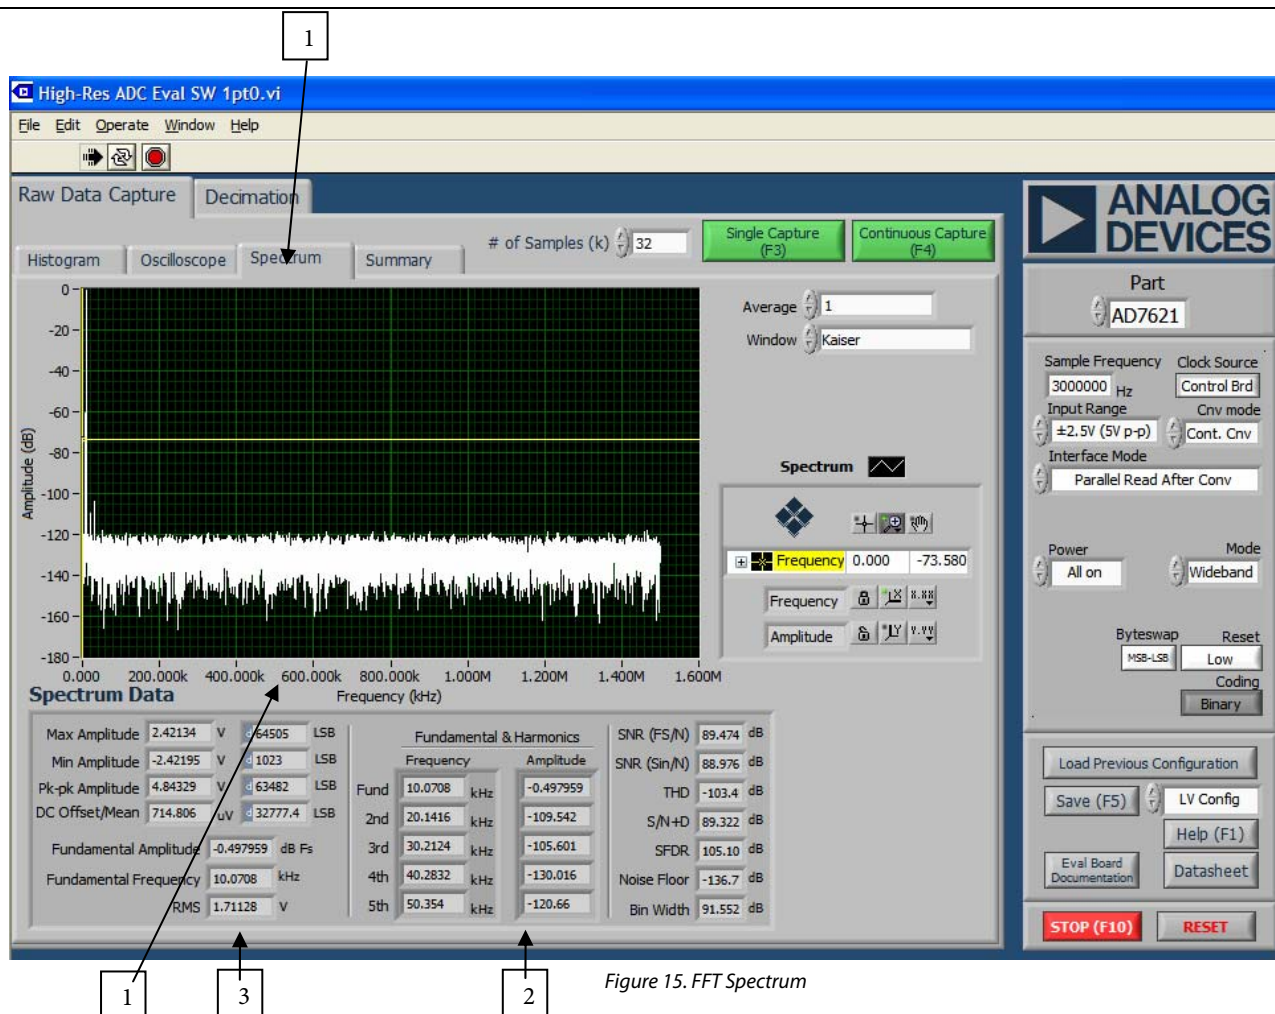 1
High-Res ADC Eval SW 1pt0.vi
File Edit Operate Window Help
Raw Data Capture Decimation
ANALOG
DEVICES
Histogram Oscilloscope Spectrum Summary
# of Samples (k) 32
Single Capture
(F3)
Continuous Capture
(F4)
Average 1
Window Kaiser
Part
AD7621
Sample Frequency Clock Source
3000000 Hz Control Brd
Input Range Cnv mode
±2.5V (5V p-p) Cont. Cnv
Interface Mode
Parallel Read After Conv
Power Mode
All on Wideband
Byteswap Reset
MSB-LSB Low
Coding
Binary
Load Previous Configuration
Save (F5) LV Config
Help (F1)
Eval Board
Documentation
Datasheet
STOP (F10) RESET
Amplitude (dB)
0
-20
-40
-60
-80
-100
-120
-140
-160
-180
0.000 200.000k 400.000k 600.000k 800.000k 1.000M 1.200M 1.400M 1.600M
Frequency (kHz)
Spectrum
Frequency 0.000 -73.580
Frequency X X.XX
Amplitude Y Y.YY
Spectrum Data
Max Amplitude 2.42134 V d 64505 LSB
Min Amplitude -2.42195 V d 1023 LSB
Pk-pk Amplitude 4.84329 V d 63482 LSB
DC Offset/Mean 714.806 uV d 32777.4 LSB
Fundamental Amplitude -0.497959 dB Fs
Fundamental Frequency 10.0708 kHz
RMS 1.71128 V
Fundamental & Harmonics
Frequency Amplitude
Fund 10.0708 kHz -0.497959
2nd 20.1416 kHz -109.542
3rd 30.2124 kHz -105.601
4th 40.2832 kHz -130.016
5th 50.354 kHz -120.66
SNR (FS/N) 89.474 dB
SNR (Sin/N) 88.976 dB
THD -103.4 dB
S/N+D 89.322 dB
SFDR 105.10 dB
Noise Floor -136.7 dB
Bin Width 91.552 dB
1
3
2
Figure 15. FFT Spectrum